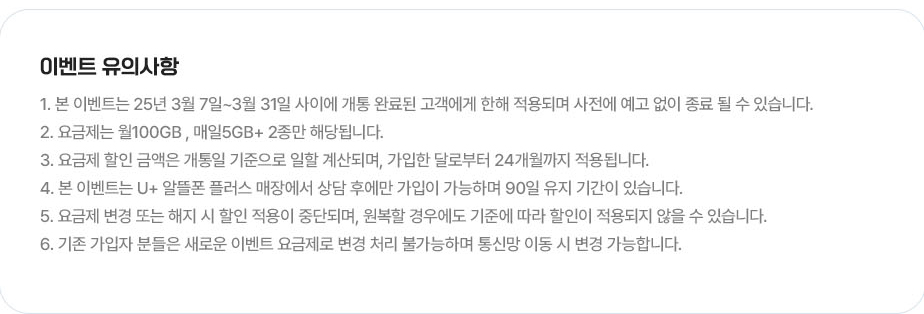 이벤트 유의사항
1. 본 이벤트는 25년 3월 7일~3월 31일 사이에 개통 완료된 고객에게 한해 적용되며 사전에 예고 없이 종료 될 수 있습니다.
2. 요금제는 월100GB , 매일5GB+ 2종만 해당됩니다.
3. 요금제 할인 금액은 개통일 기준으로 일할 계산되며, 가입한 달로부터 24개월까지 적용됩니다.
4. 본 이벤트는 U+ 알뜰폰 플러스 매장에서 상담 후에만 가입이 가능하며 90일 유지 기간이 있습니다.
5. 요금제 변경 또는 해지 시 할인 적용이 중단되며, 원복할 경우에도 기준에 따라 할인이 적용되지 않을 수 있습니다.
6. 기존 가입자 분들은 새로운 이벤트 요금제로 변경 처리 불가능하며 통신망 이동 시 변경 가능합니다.